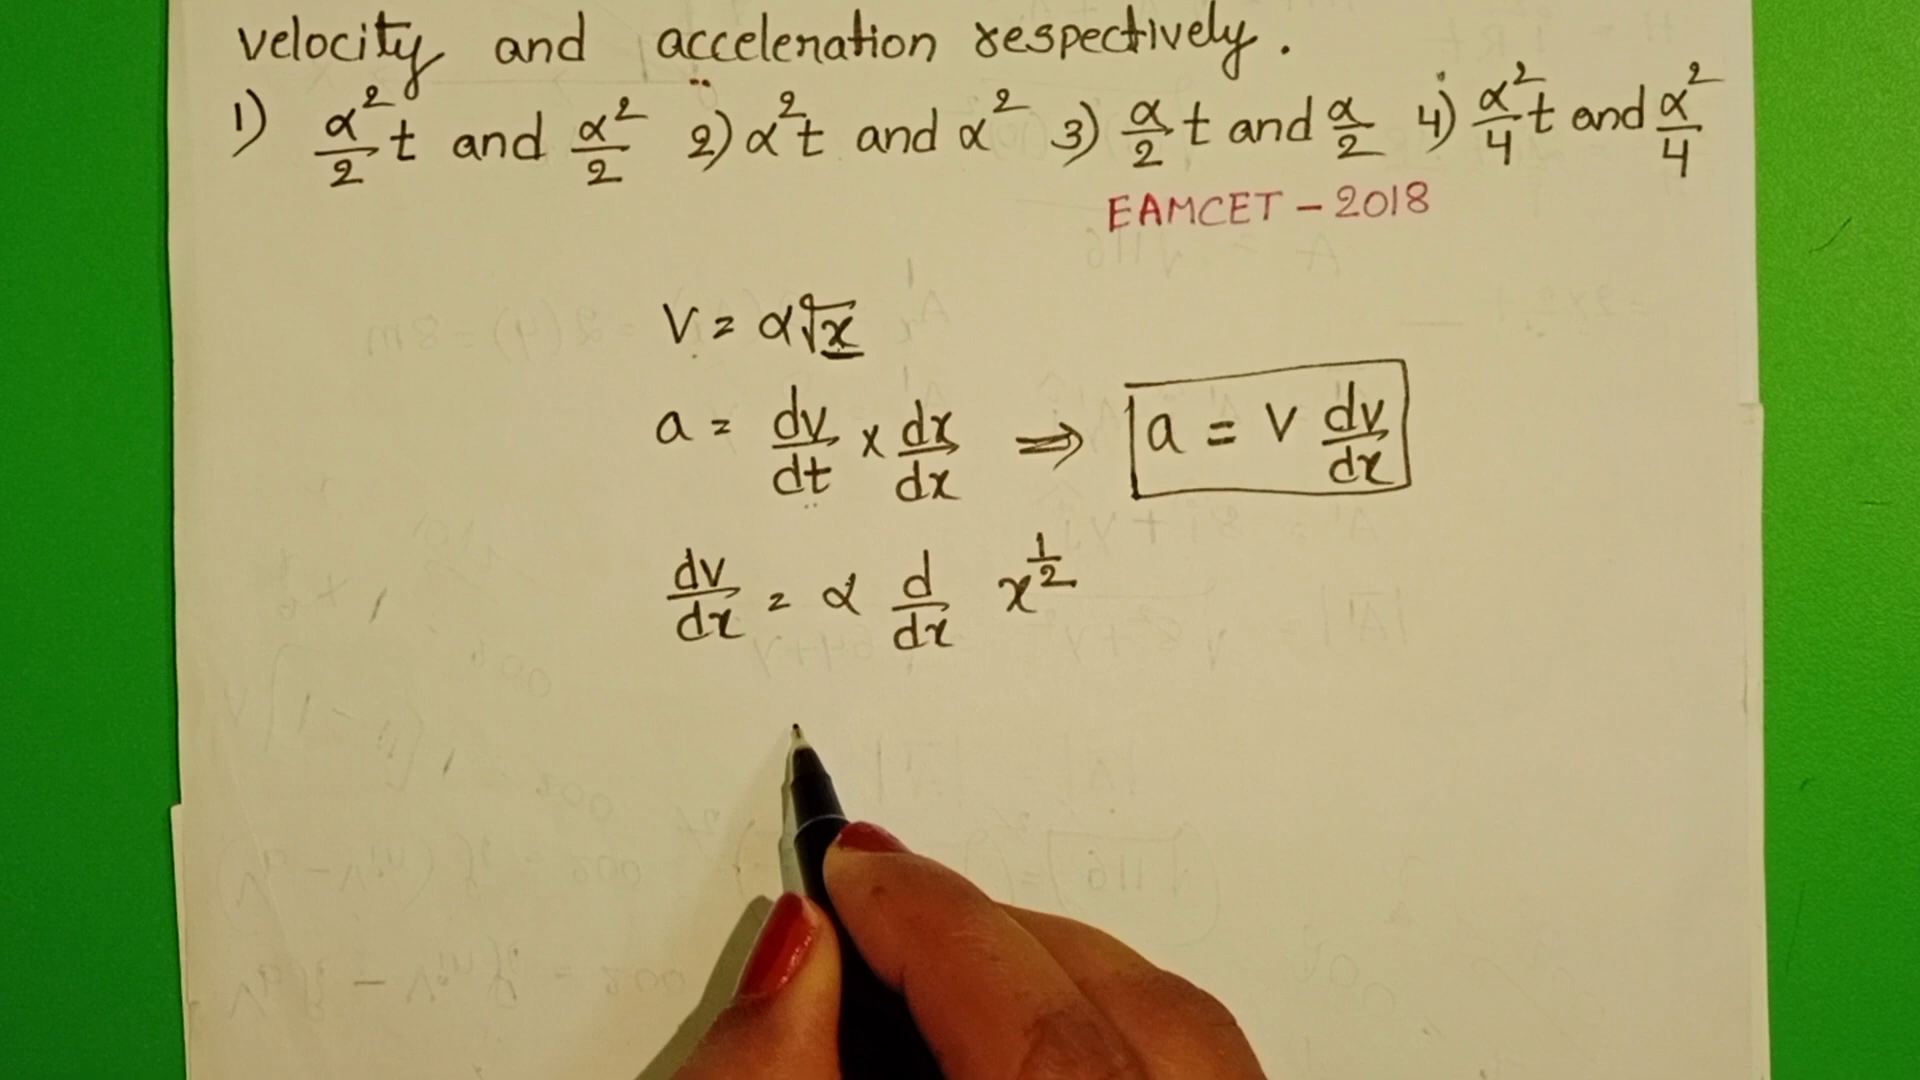 velocity and acceleration respectively.
1) α²/2 t and α²/2 2) α²t and α² 3) α/2 t and α/2 4) α²/4 t and α²/4
EAMCET - 2018
V = α√x
a = dv/dt x dx/dx ⇒ a = v dv/dx
dv/dx = α d/dx x^1/2